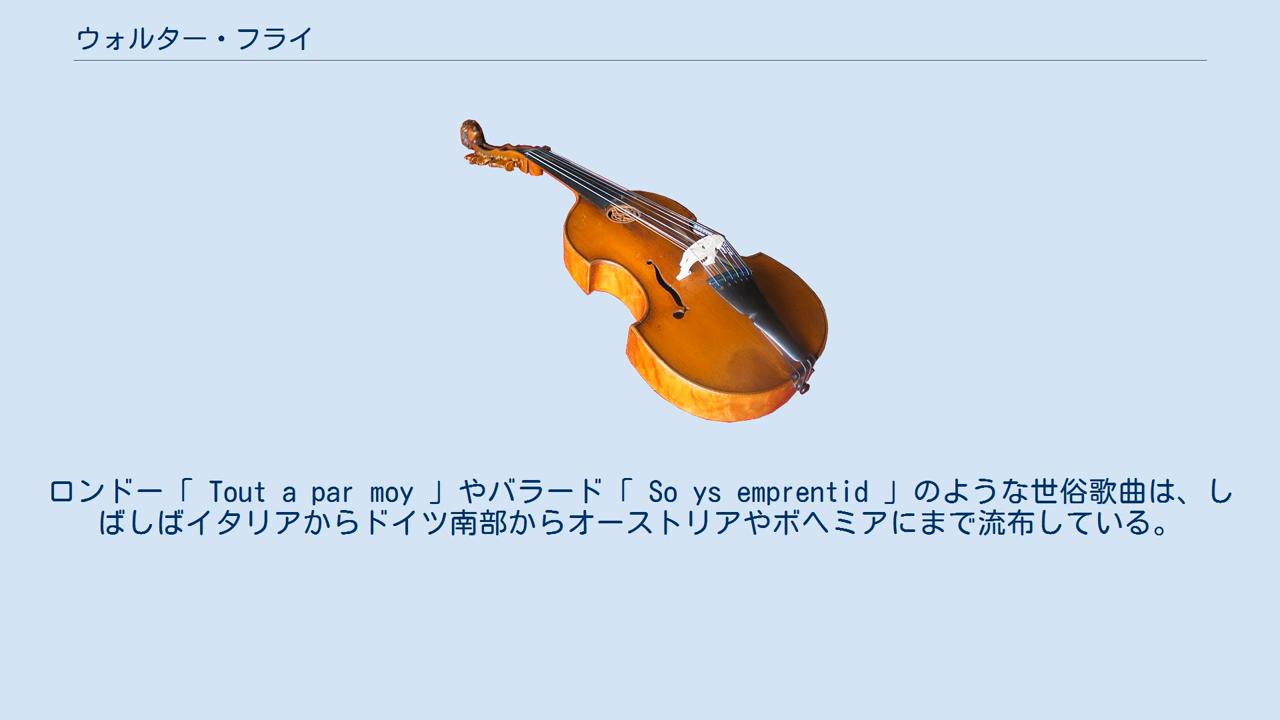 ウォルター・フライ
ロンドー「 Tout a par moy 」やバラード「 So ys emprentid 」のような世俗歌曲は、し
ばしばイタリアからドイツ南部からオーストリアやボヘミアにまで流布している。